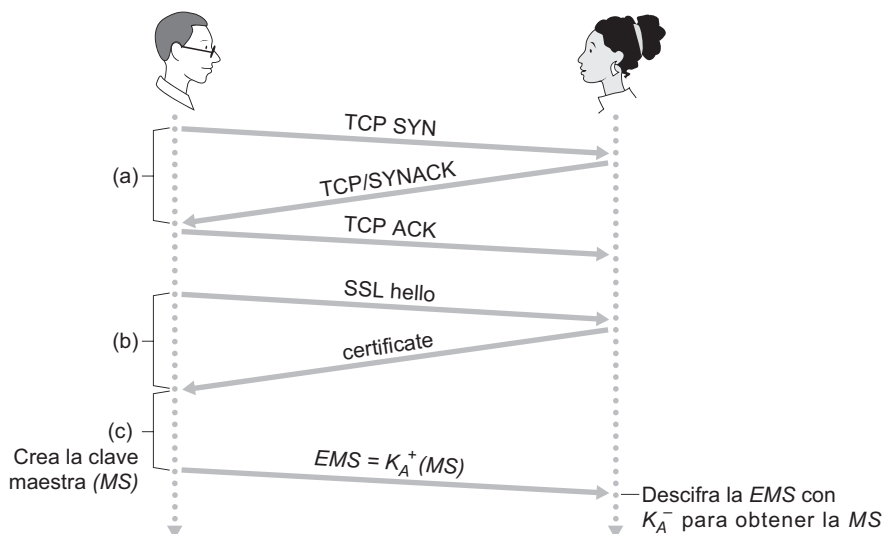 TCP SYN
(a)
TCP/SYNACK
TCP ACK
SSL hello
(b)
certificate
(c)
Crea la clave
maestra (MS)
EMS = K_A^+(MS)
Descifra la EMS con
K_A^- para obtener la MS